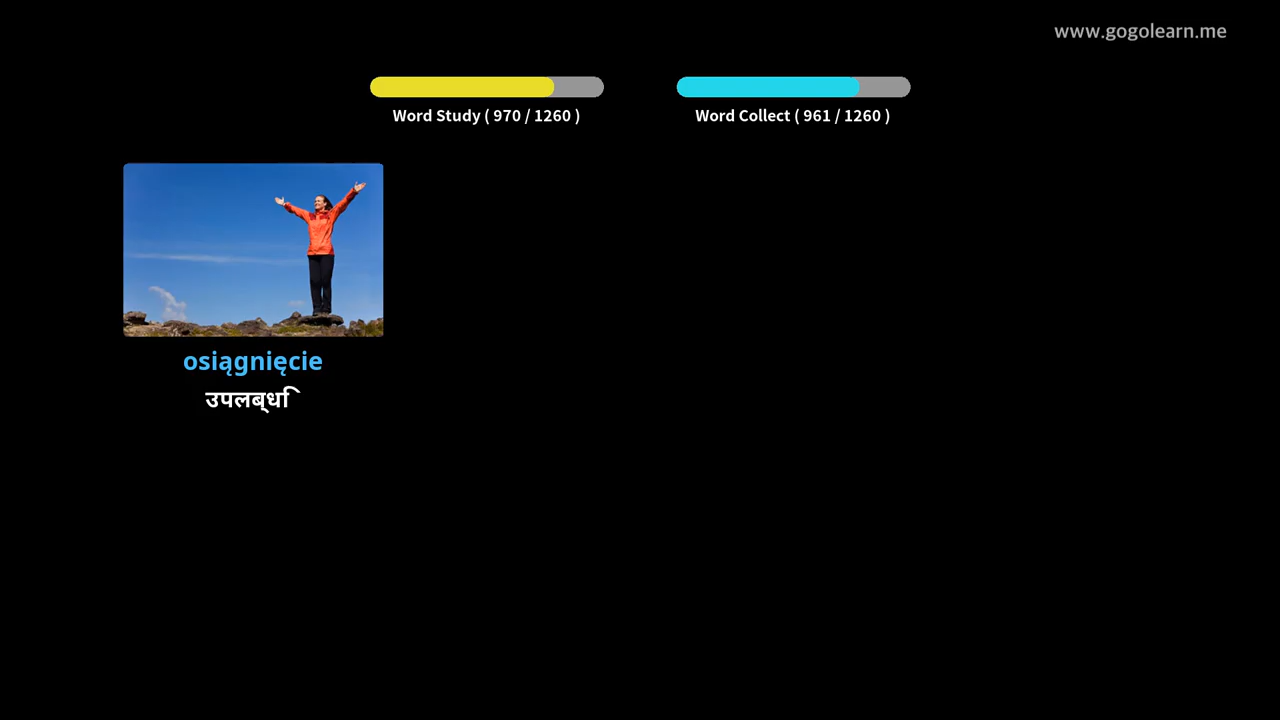 www.gogolearn.me
Word Study ( 970 / 1260 )
Word Collect ( 961 / 1260 )
osiągnięcie
उपलब्धि